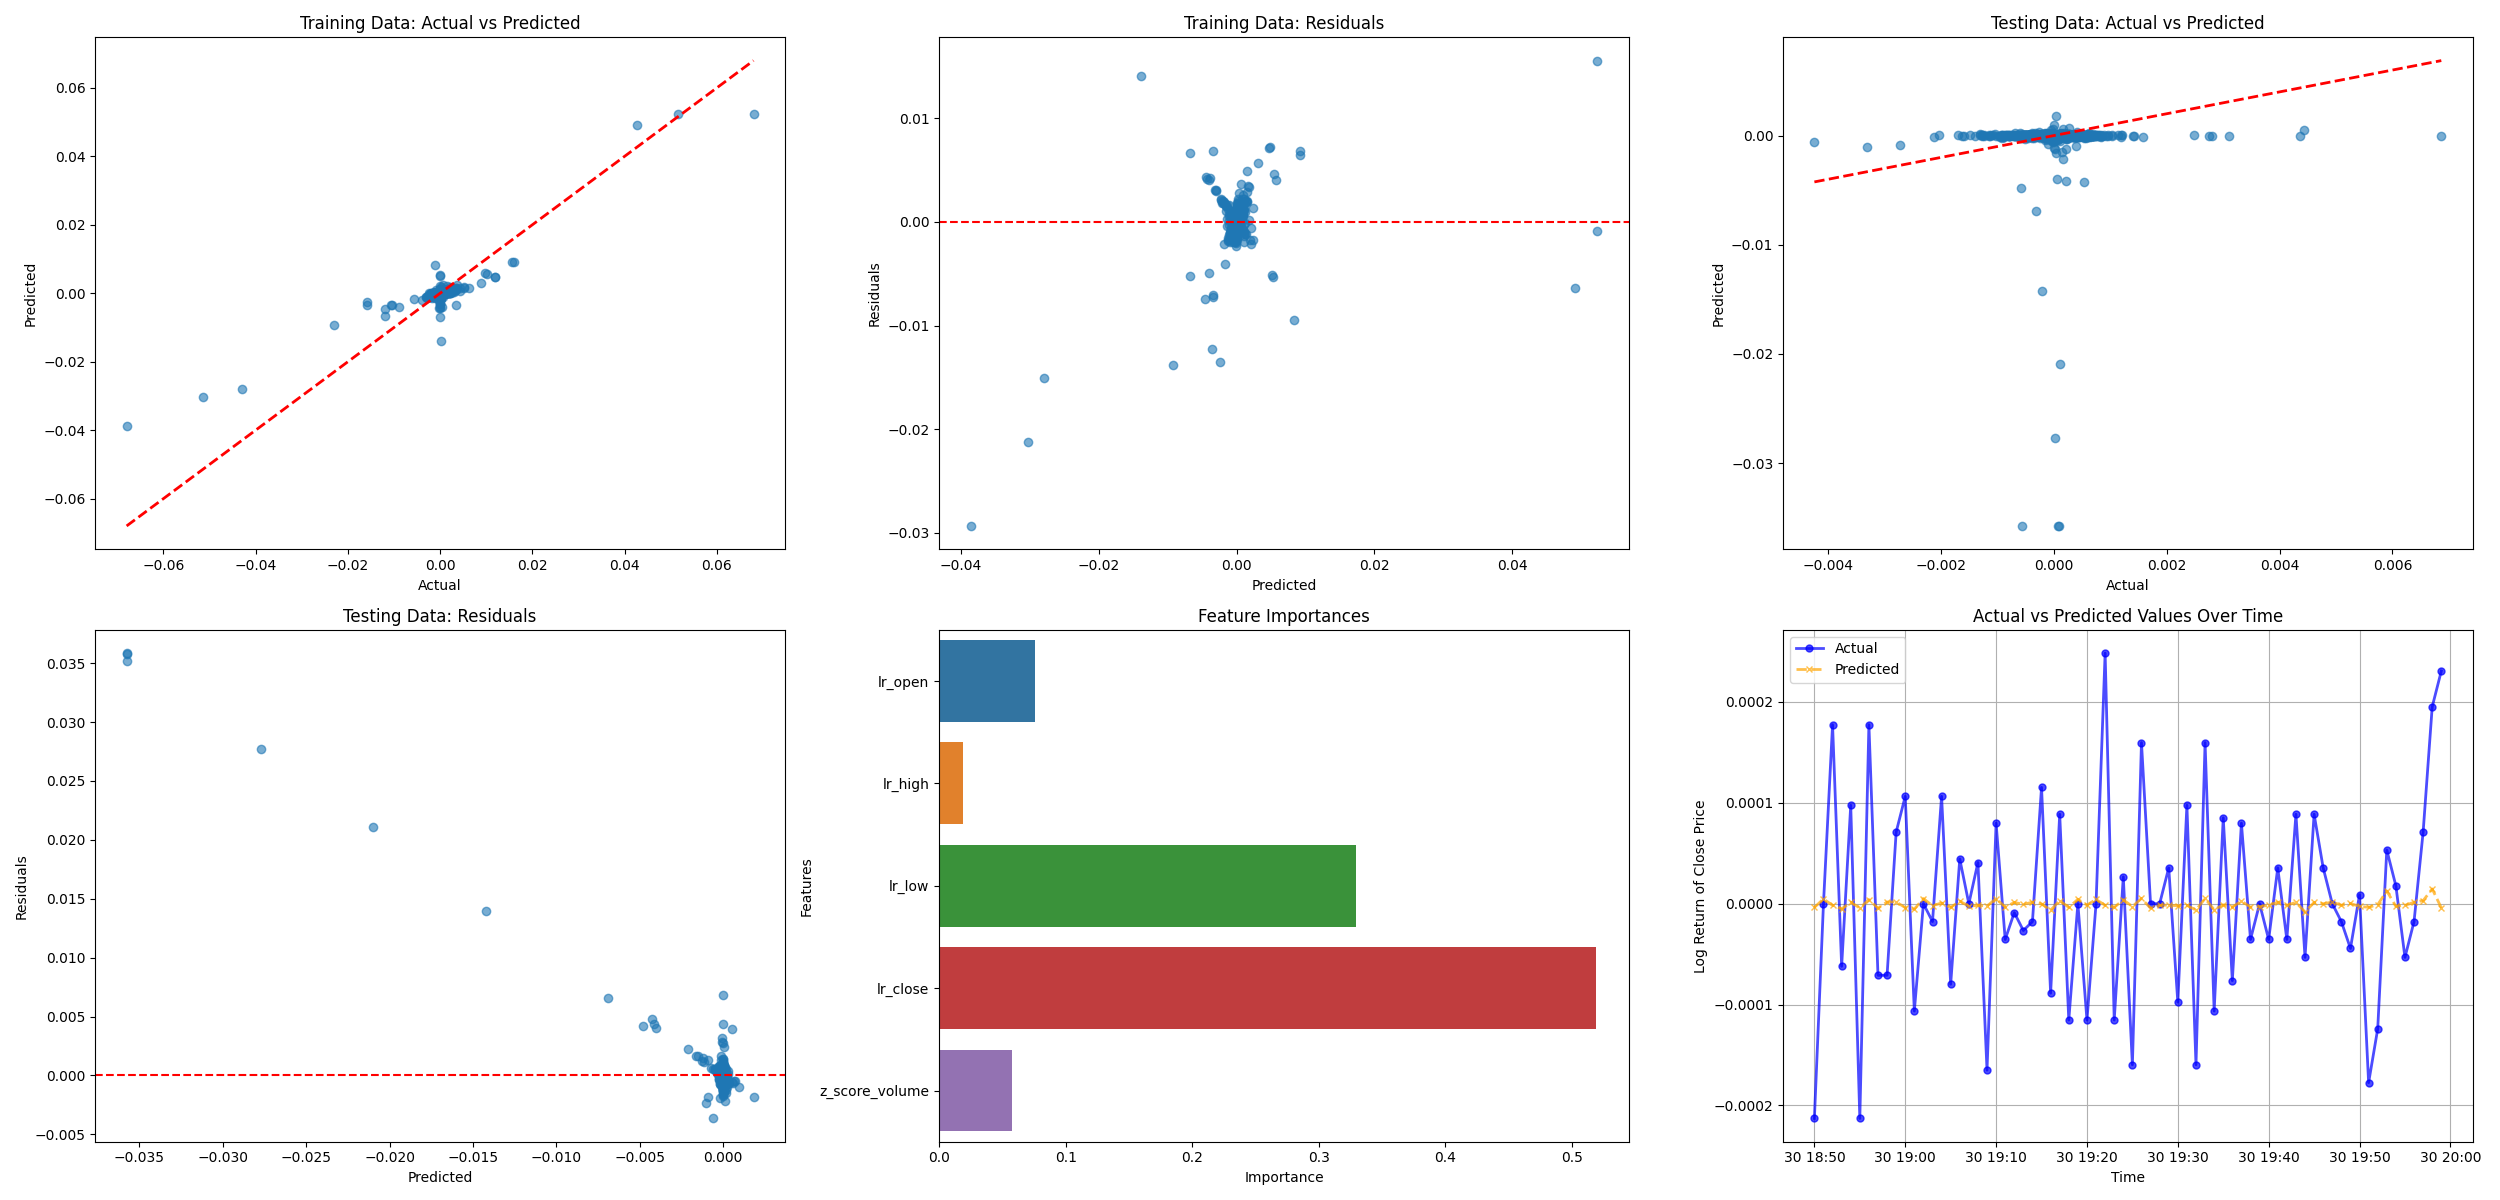 Training Data: Actual vs Predicted
0.06
0.04
0.02
0.00
−0.02
−0.04
−0.06
Predicted
−0.06 −0.04 −0.02 0.00 0.02 0.04 0.06
Actual
Training Data: Residuals
0.01
0.00
−0.01
−0.02
−0.03
Residuals
−0.04 −0.02 0.00 0.02 0.04
Predicted
Testing Data: Actual vs Predicted
0.00
−0.01
−0.02
−0.03
Predicted
−0.004 −0.002 0.000 0.002 0.004 0.006
Actual
Testing Data: Residuals
0.035
0.030
0.025
0.020
0.015
0.010
0.005
0.000
−0.005
Residuals
−0.035 −0.030 −0.025 −0.020 −0.015 −0.010 −0.005 0.000
Predicted
Feature Importances
lr_open
lr_high
lr_low
lr_close
z_score_volume
Features
0.0 0.1 0.2 0.3 0.4 0.5
Importance
Actual vs Predicted Values Over Time
Actual
Predicted
0.0002
0.0001
0.0000
−0.0001
−0.0002
Log Return of Close Price
30 18:50 30 19:00 30 19:10 30 19:20 30 19:30 30 19:40 30 19:50 30 20:00
Time